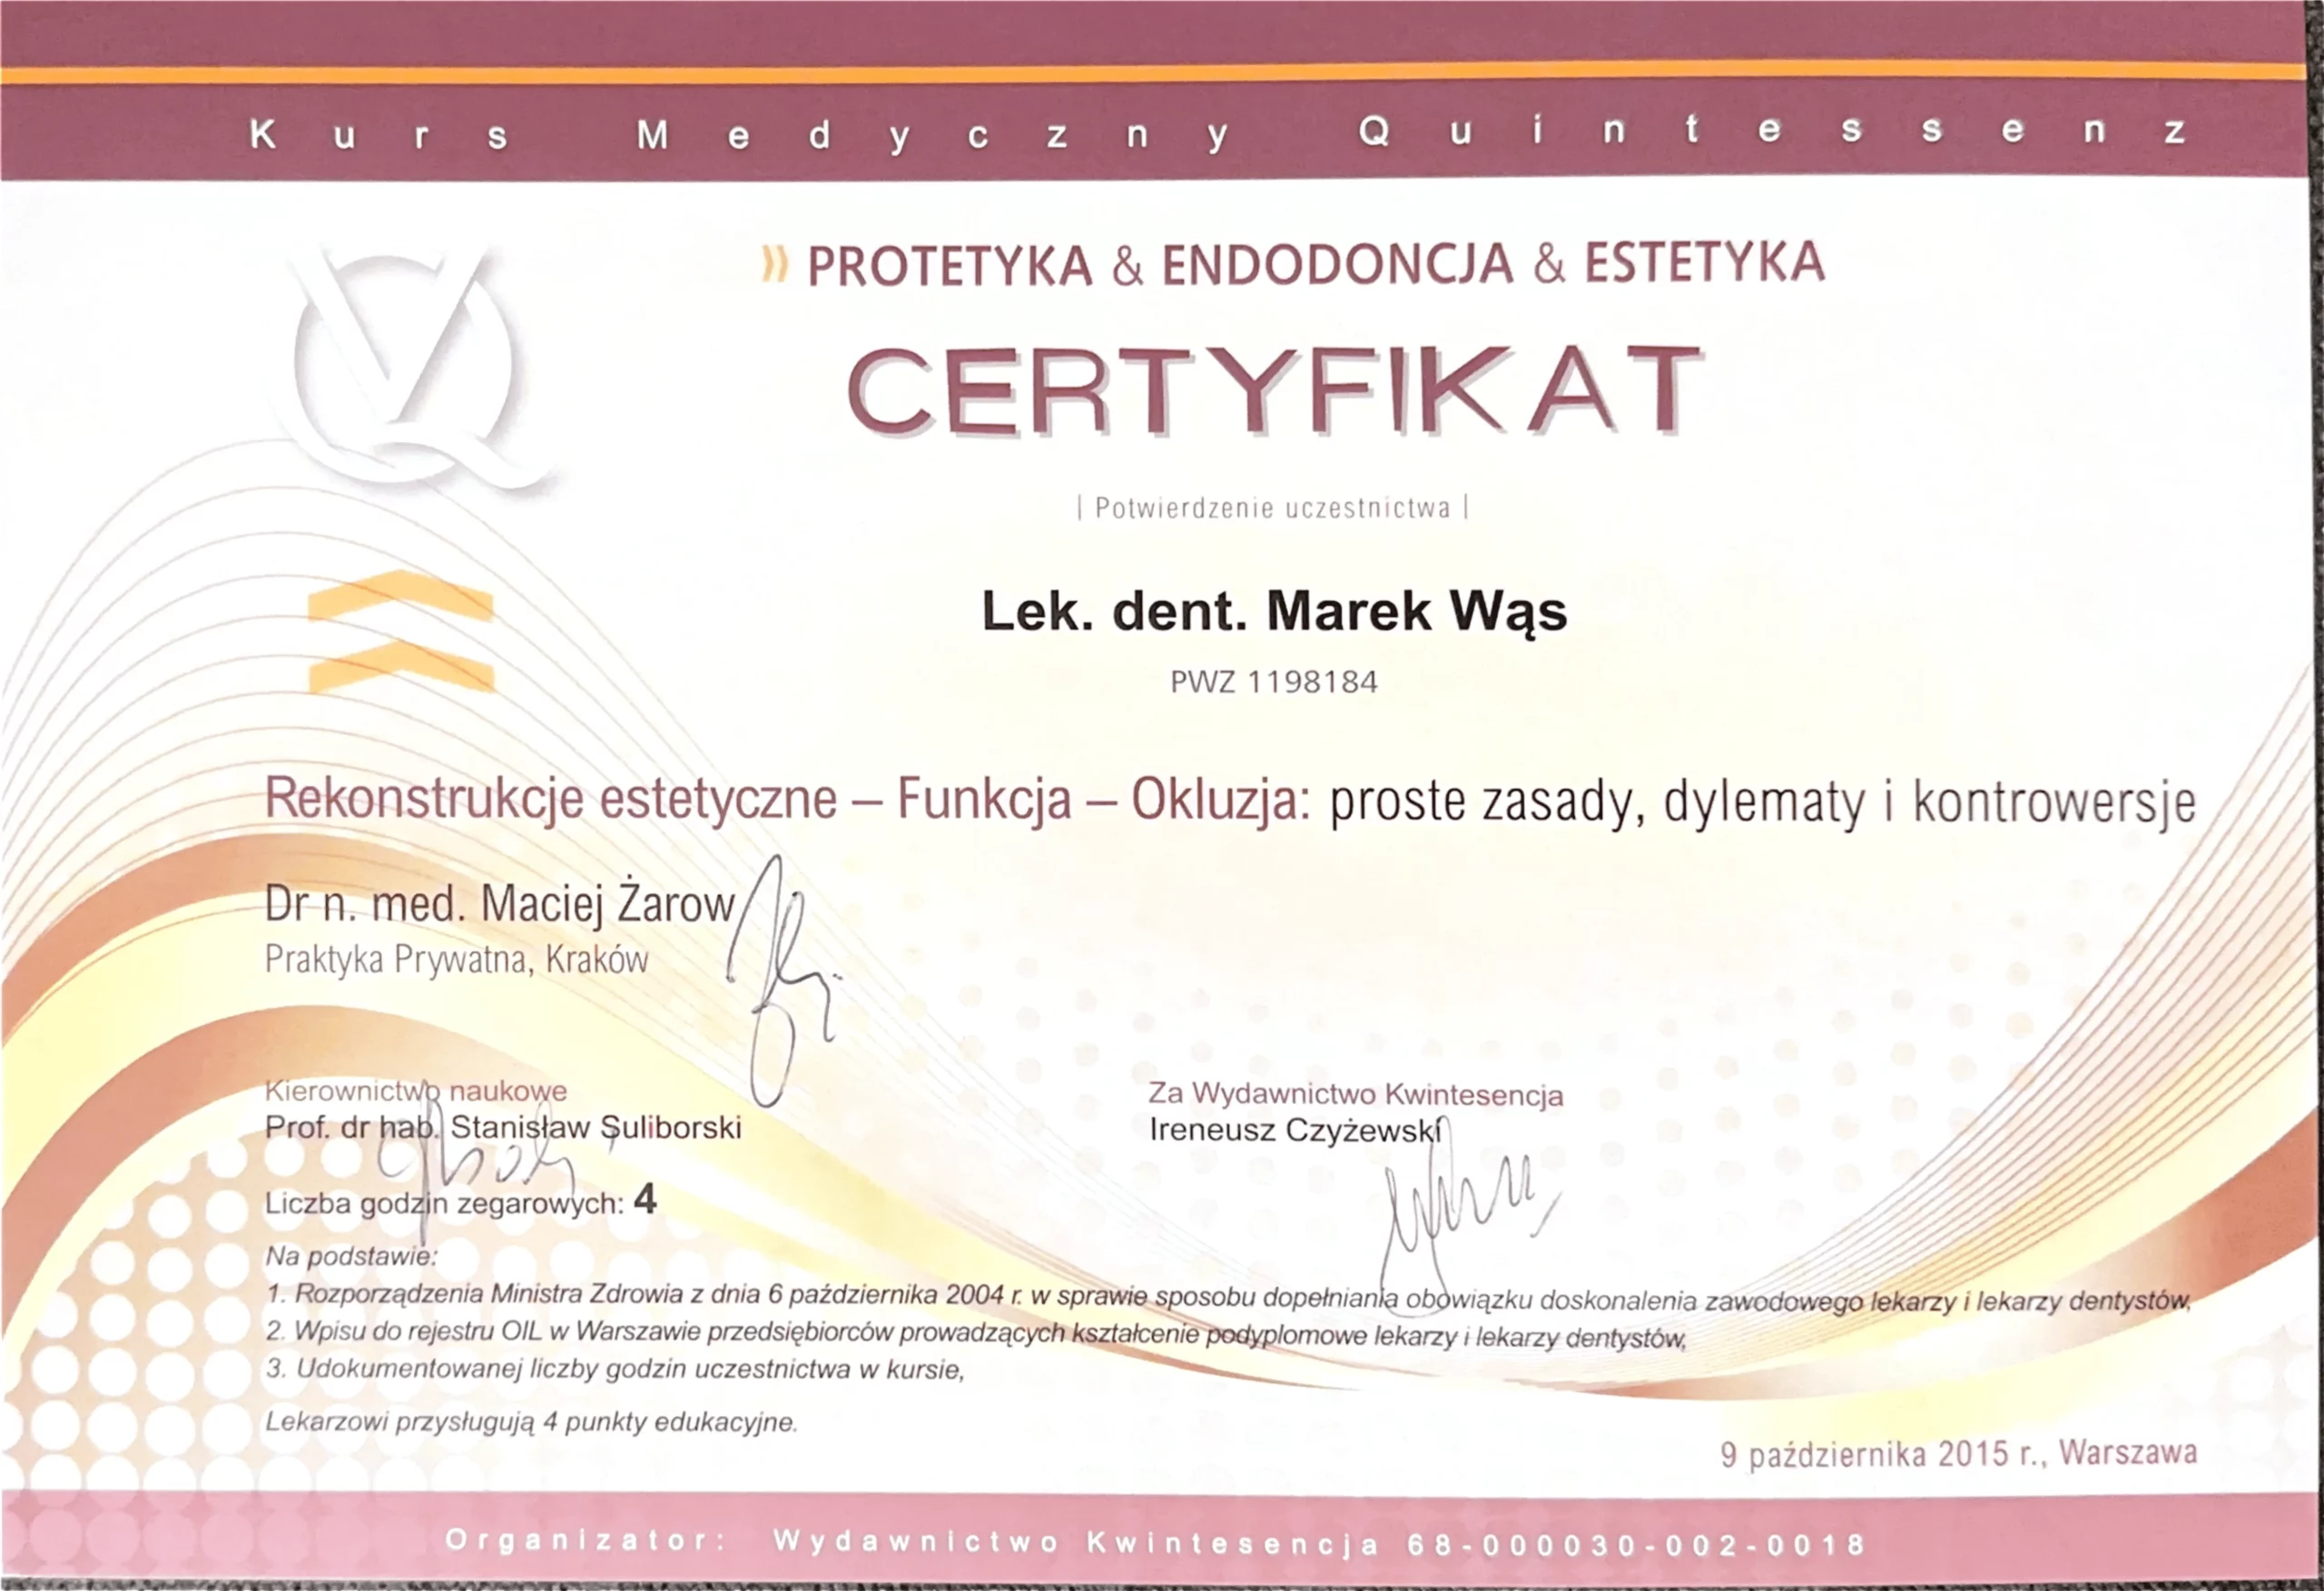 Kurs Medyczny Quintessenz
» PROTETYKA & ENDODONCJA & ESTETYKA
CERTYFIKAT
| Potwierdzenie uczestnictwa |
Lek. dent. Marek Wąs
PWZ 1198184
Rekonstrukcje estetyczne – Funkcja – Okluzja: proste zasady, dylematy i kontrowersje
Dr n. med. Maciej Żarow
Praktyka Prywatna, Kraków
Kierownictwo naukowe
Prof. dr hab. Stanisław Suliborski
Za Wydawnictwo Kwintesencja
Ireneusz Czyżewski
Liczba godzin zegarowych: 4
Na podstawie:
1. Rozporządzenia Ministra Zdrowia z dnia 6 października 2004 r. w sprawie sposobu dopełniania obowiązku doskonalenia zawodowego lekarzy i lekarzy dentystów,
2. Wpisu do rejestru OIL w Warszawie przedsiębiorców prowadzących kształcenie podyplomowe lekarzy i lekarzy dentystów,
3. Udokumentowanej liczby godzin uczestnictwa w kursie,
Lekarzowi przysługują 4 punkty edukacyjne.
9 października 2015 r., Warszawa
Organizator: Wydawnictwo Kwintesencja 68-000030-002-0018